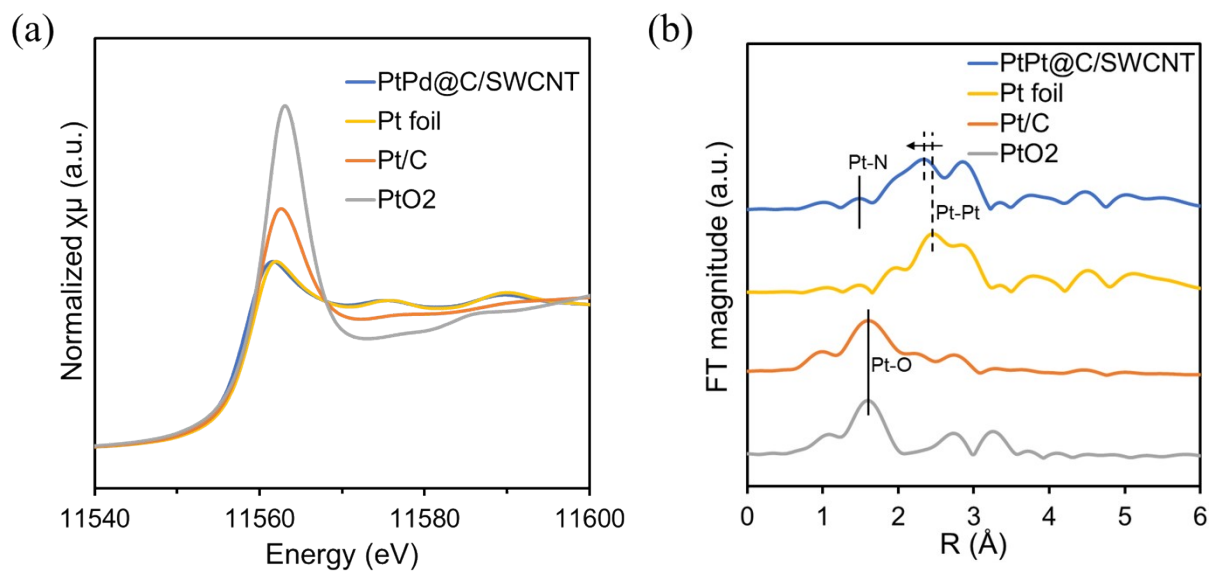 (a)
Normalized χμ (a.u.)
PtPd@C/SWCNT
Pt foil
Pt/C
PtO2
11540
11560
11580
11600
Energy (eV)
(b)
FT magnitude (a.u.)
PtPt@C/SWCNT
Pt foil
Pt/C
PtO2
Pt-N
Pt-Pt
Pt-O
0
1
2
3
4
5
6
R (Å)